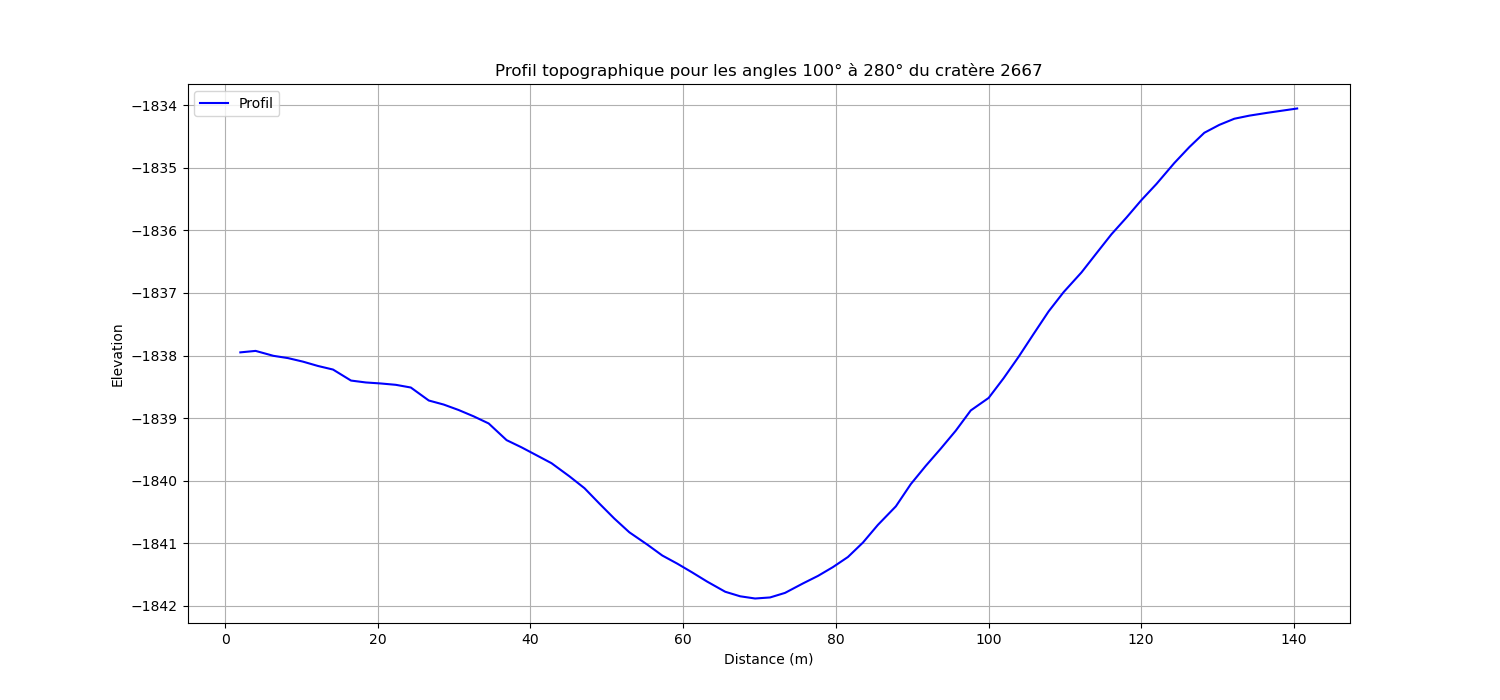 Profil topographique pour les angles 100° à 280° du cratère 2667
Profil
−1834
−1835
−1836
−1837
−1838
−1839
−1840
−1841
−1842
Elevation
0 20 40 60 80 100 120 140
Distance (m)